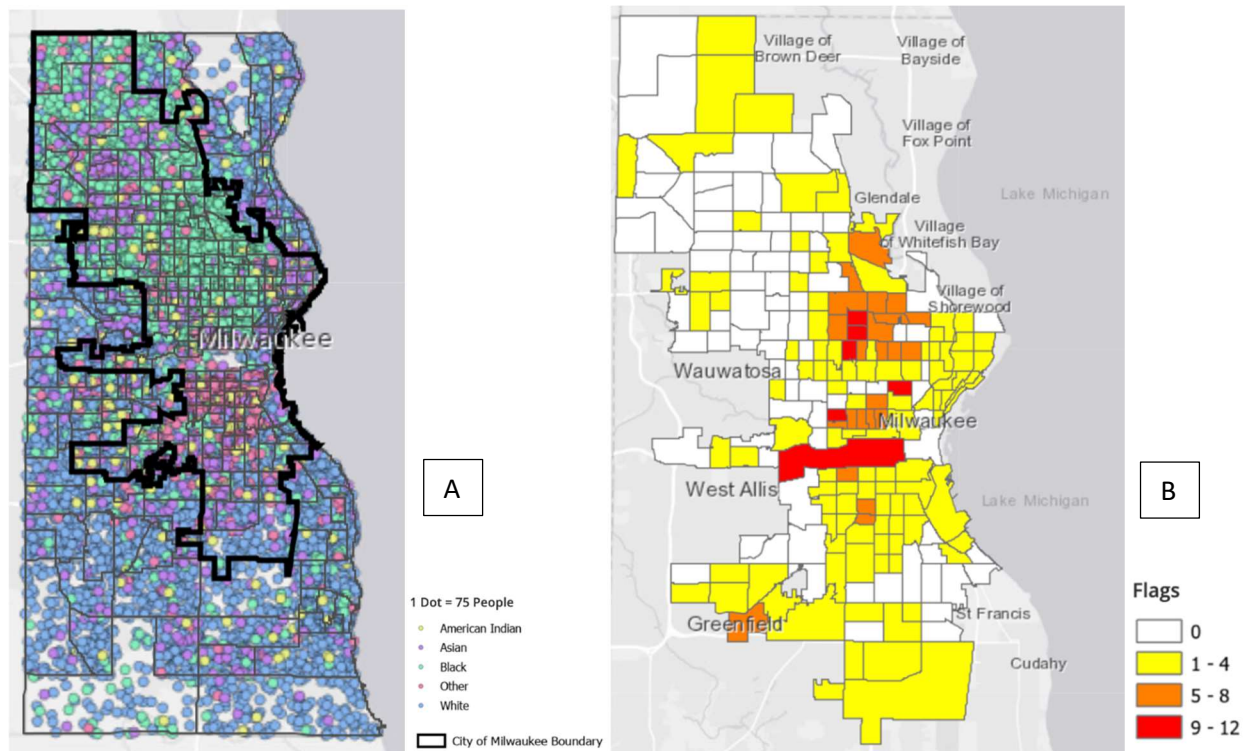 Milwaukee
A
1 Dot = 75 People
American Indian
Asian
Black
Other
White
City of Milwaukee Boundary
Village of
Brown Deer
Village of
Bayside
Village of
Fox Point
Lake Michigan
Glendale
Village
of Whitefish Bay
Village of
Shorewood
Wauwatosa
Milwaukee
West Allis
Lake Michigan
B
Greenfield
St Francis
Cudahy
Flags
0
1 - 4
5 - 8
9 - 12